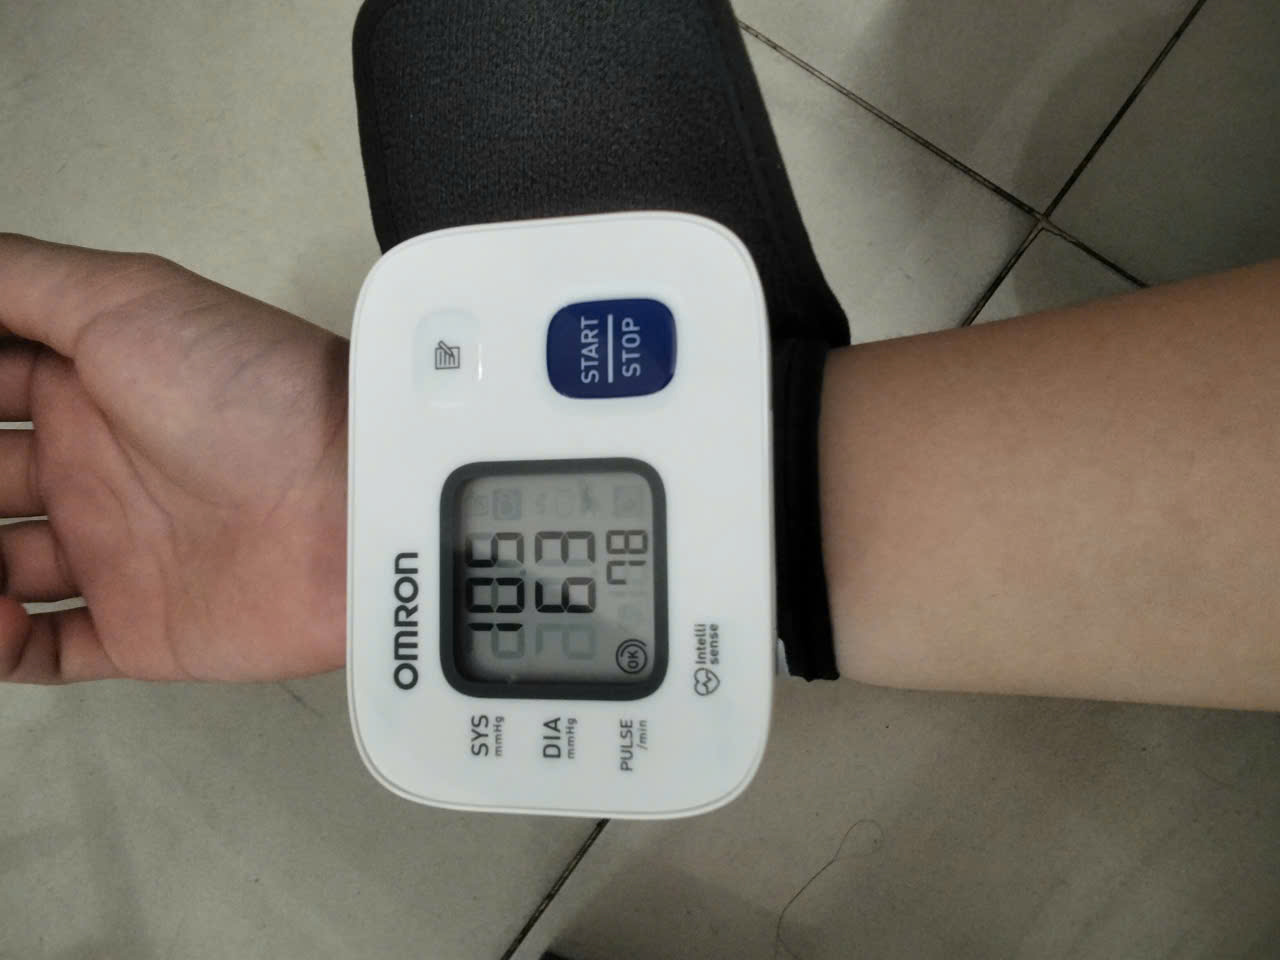 OMRON
SYS
mmHg
105
DIA
mmHg
63
PULSE
/min
78
OK
intelli
sense
START
STOP